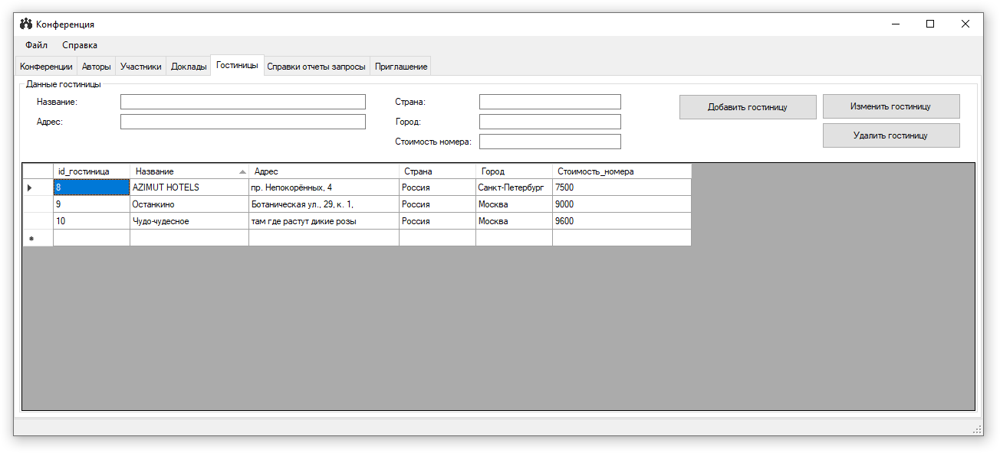 Конференция
Файл Справка
Конференции Авторы Участники Доклады Гостиницы Справки отчеты запросы Приглашение
Данные гостиницы
Название: Страна: Добавить гостиницу Изменить гостиницу
Адрес: Город:
Стоимость номера: Удалить гостиницу
id_гостиница Название Адрес Страна Город Стоимость_номера
8 AZIMUT HOTELS пр. Непокорённых, 4 Россия Санкт-Петербург 7500
9 Останкино Ботаническая ул., 29, к. 1, Россия Москва 9000
10 Чудо-чудесное там где растут дикие розы Россия Москва 9600